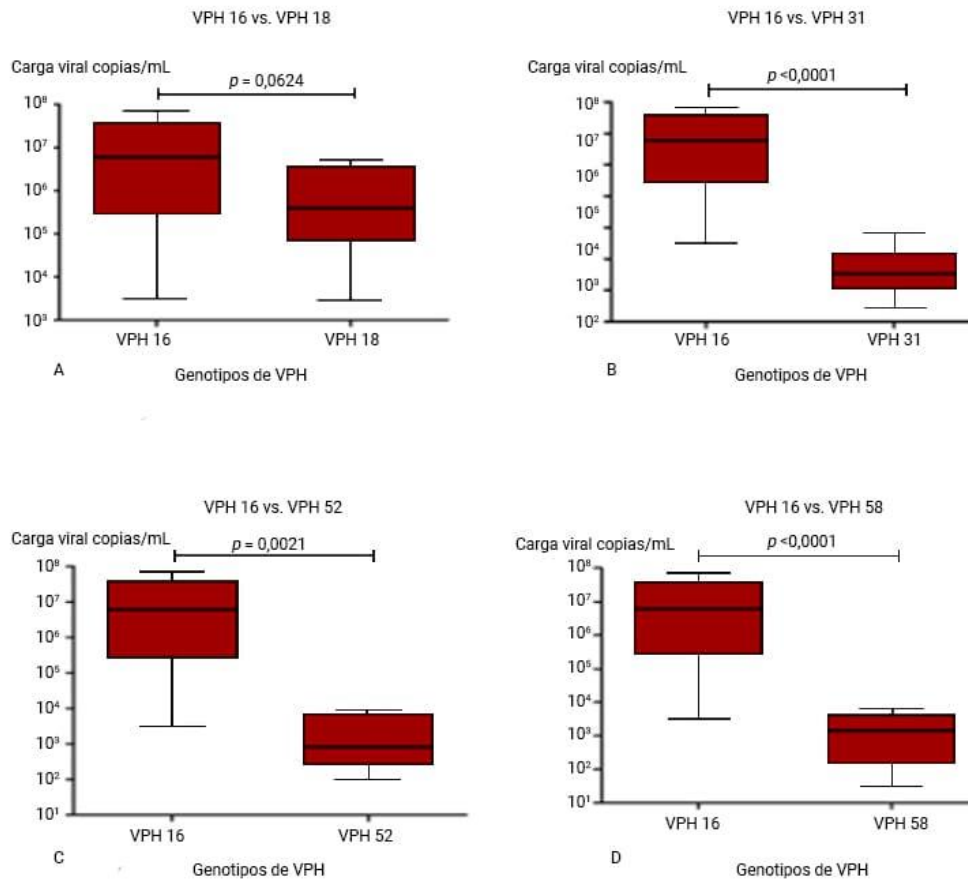 VPH 16 vs. VPH 18
Carga viral copias/mL
p = 0,0624
10⁸
10⁷
10⁶
10⁵
10⁴
10³
VPH 16 VPH 18
A
Genotipos de VPH
VPH 16 vs. VPH 31
Carga viral copias/mL
p <0,0001
10⁸
10⁷
10⁶
10⁵
10⁴
10³
10²
VPH 16 VPH 31
B
Genotipos de VPH
VPH 16 vs. VPH 52
Carga viral copias/mL
p = 0,0021
10⁸
10⁷
10⁶
10⁵
10⁴
10³
10²
10¹
VPH 16 VPH 52
C
Genotipos de VPH
VPH 16 vs. VPH 58
Carga viral copias/mL
p <0,0001
10⁸
10⁷
10⁶
10⁵
10⁴
10³
10²
10¹
VPH 16 VPH 58
D
Genotipos de VPH